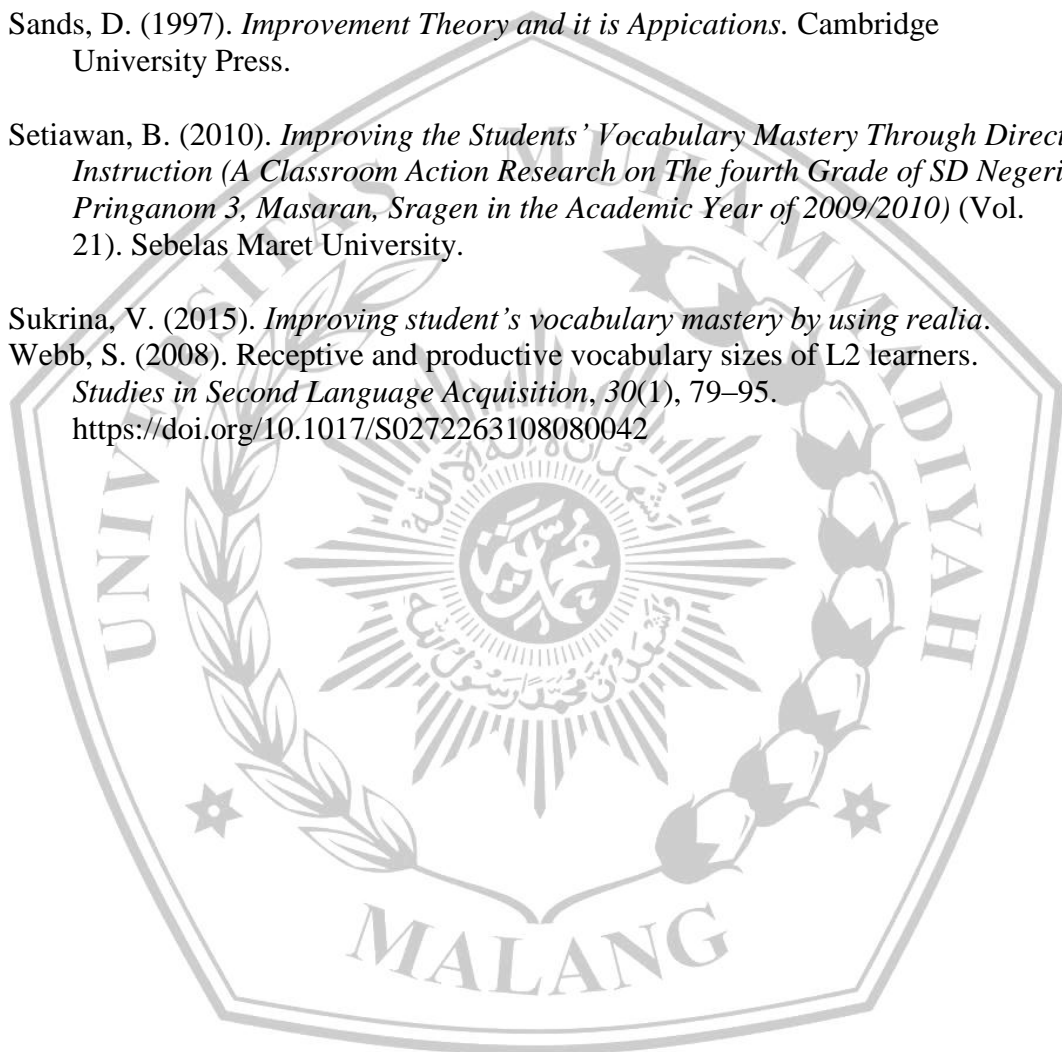 Sands, D. (1997). Improvement Theory and it is Appications. Cambridge
University Press.
Setiawan, B. (2010). Improving the Students’ Vocabulary Mastery Through Direct
Instruction (A Classroom Action Research on The fourth Grade of SD Negeri
Pringanom 3, Masaran, Sragen in the Academic Year of 2009/2010) (Vol.
21). Sebelas Maret University.
Sukrina, V. (2015). Improving student’s vocabulary mastery by using realia.
Webb, S. (2008). Receptive and productive vocabulary sizes of L2 learners.
Studies in Second Language Acquisition, 30(1), 79–95.
https://doi.org/10.1017/S0272263108080042
UNIVERSITAS MUHAMMADIYAH
MALANG